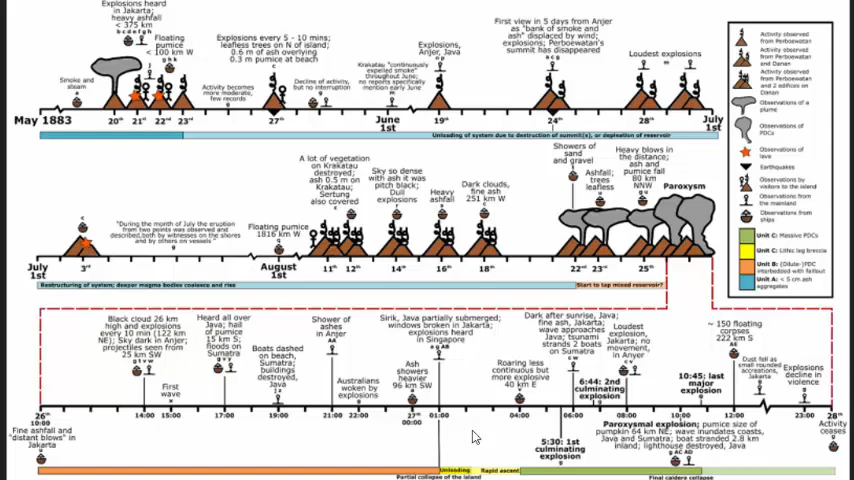 Explosions heard
in Jakarta;
heavy ashfall
< 375 km
b c d e f g h
Floating
pumice
< 100 km W
g h k
Smoke and
steam
Explosions every 5 - 10 mins;
leafless trees on N of island;
0.6 m of ash overlying
0.3 m pumice at beach
c
Activity becomes
more moderate,
few records
Decline of activity,
but no interruption
Krakatau "continuously
expelled smoke"
throughout June;
no reports specifically
mention early June
Explosions,
Anjer, Java
First view in 5 days from Anjer
as "bank of smoke and
ash" displaced by wind;
explosions; Perboewatan's
summit has disappeared
Loudest explosions
May 1883
20th
21st
22nd
23rd
27th
June
1st
19th
24th
28th
July
1st
Unloading of system due to destruction of summit(s), or depletion of reservoir
Activity observed
from Perboewatan
Activity observed
from Perboewatan
and Danan
Activity observed
from Perboewatan
and 2 edifices on
Danan
Observations of a
plume
Observations of
PDCs
Observations of
lava
Earthquakes
Observations by
visitors to the island
Observations from
the mainland
Observations from
ships
Unit C: Massive PDCs
Unit C: Lithic lag breccia
Unit B: (Dilute-)PDC
interbedded with fallout
Unit A: < 5 cm ash
aggregates
"During the month of July the eruption
from two points was observed and
described,both by witnesses on the shores
and by others on vessels"
Floating pumice
1816 km W
A lot of vegetation
on Krakatau
destroyed;
ash 0.5 m on
Krakatau;
Sertung
also covered
Sky so dense
with ash it was
pitch black;
Dull
explosions
Heavy
ashfall
Dark clouds,
fine ash
251 km W
Showers of
sand
and gravel
Ashfall;
trees
leafless
Heavy blows in
the distance;
ash and
pumice fall
80 km
NNW
Paroxysm
July
1st
3rd
August
1st
11th
12th
14th
16th
18th
22nd
23rd
25th
Restructuring of system; deeper magma bodies coalesce and rise
Start to tap mixed reservoir?
Black cloud 26 km
high and explosions
every 10 min (122 km
NE); Sky dark in Anjer;
projectiles seen from
25 km SW
g t v w
First
wave
Heard all over
Java; hail
of pumice
15 km S;
floods on
Sumatra
g v y
Boats dashed
on beach,
Sumatra;
buildings
destroyed,
Java
Shower of
ashes
in Anjer
AA
Australians
woken by
explosions
Sirik, Java partially submerged;
windows broken in Jakarta;
explosions heard
in Singapore
g AB
Ash
showers
heavier
96 km SW
Roaring less
continuous but
more explosive
40 km E
Dark after sunrise, Java;
fine ash, Jakarta;
wave approaches
Java; tsunami
strands 2 boats
on Sumatra
c w
Loudest
explosion,
Jakarta;
no
movement,
in Anjer
c v
6:44: 2nd
culminating
explosion
~ 150 floating
corpses
222 km S
AE
10:45: last
major
explosion
Dust fell as
small rounded
accretions,
Jakarta
Explosions
decline in
violence
26th
10:00
14:00
15:00
17:00
19:00
21:00
22:00
27th
00:00
01:00
04:00
06:00
08:00
10:00
12:00
23:00
28th
Fine ashfall and
"distant blows" in
Jakarta
5:30: 1st
culminating
explosion
Paroxysmal explosion; pumice size of
pumpkin 64 km NE; wave inundates coasts,
Java and Sumatra; boat stranded 2.8 km
inland; lighthouse destroyed, Java
g AC AD
Activity
ceases
Unloading
Rapid ascent
Partial collapse of the island
Final caldera collapse